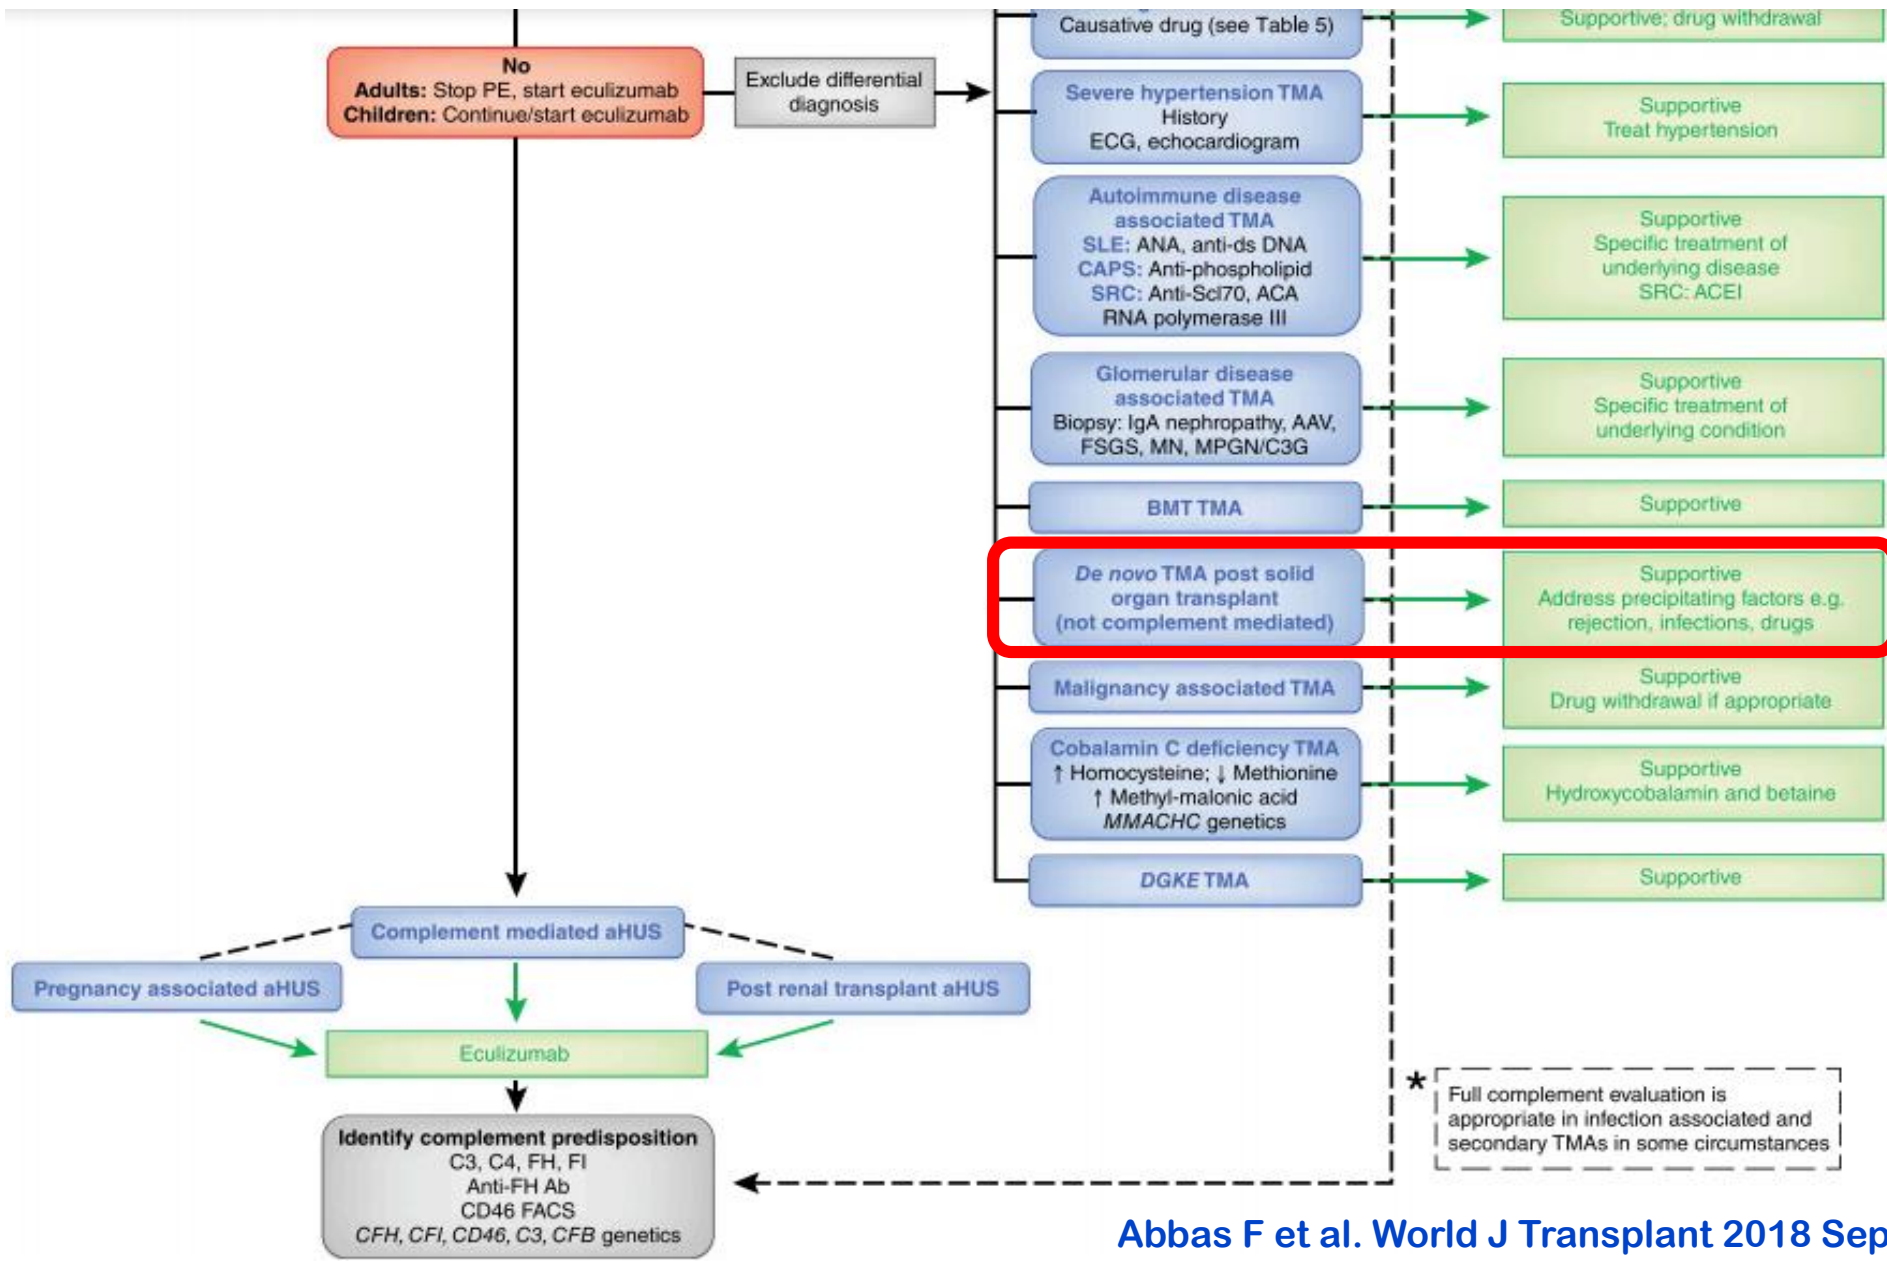 Causative drug (see Table 5)
Supportive; drug withdrawal
No
Adults: Stop PE, start eculizumab
Children: Continue/start eculizumab
Exclude differential
diagnosis
Severe hypertension TMA
History
ECG, echocardiogram
Supportive
Treat hypertension
Autoimmune disease
associated TMA
SLE: ANA, anti-ds DNA
CAPS: Anti-phospholipid
SRC: Anti-Scl70, ACA
RNA polymerase III
Supportive
Specific treatment of
underlying disease
SRC: ACEI
Glomerular disease
associated TMA
Biopsy: IgA nephropathy, AAV,
FSGS, MN, MPGN/C3G
Supportive
Specific treatment of
underlying condition
BMT TMA
Supportive
De novo TMA post solid
organ transplant
(not complement mediated)
Supportive
Address precipitating factors e.g.
rejection, infections, drugs
Malignancy associated TMA
Supportive
Drug withdrawal if appropriate
Cobalamin C deficiency TMA
↑ Homocysteine; ↓ Methionine
↑ Methyl-malonic acid
MMACHC genetics
Supportive
Hydroxycobalamin and betaine
DGKE TMA
Supportive
Complement mediated aHUS
Pregnancy associated aHUS
Post renal transplant aHUS
Eculizumab
Identify complement predisposition
C3, C4, FH, FI
Anti-FH Ab
CD46 FACS
CFH, CFI, CD46, C3, CFB genetics
*
Full complement evaluation is
appropriate in infection associated and
secondary TMAs in some circumstances
Abbas F et al. World J Transplant 2018 Sep